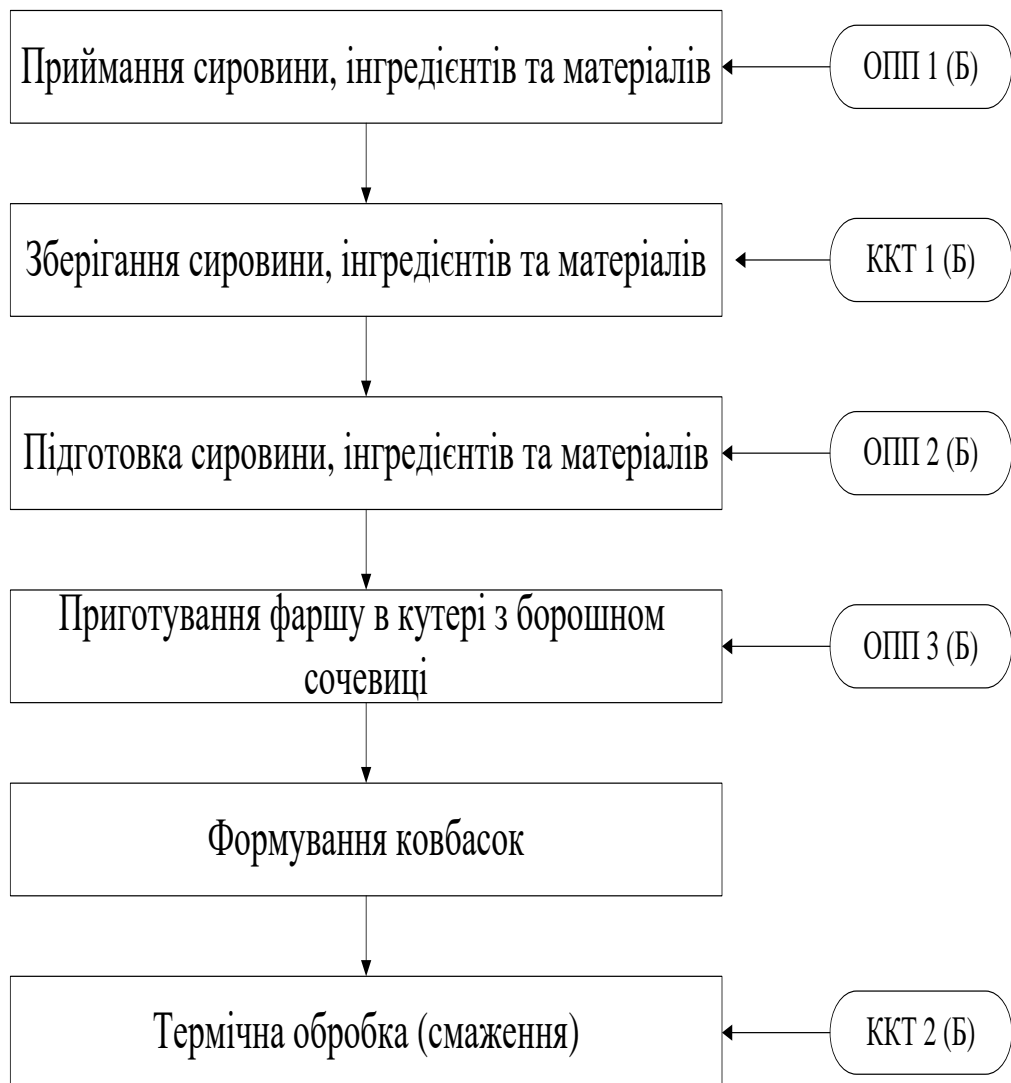 Приймання сировини, інгредієнтів та матеріалів
ОПП 1 (Б)
Зберігання сировини, інгредієнтів та матеріалів
ККТ 1 (Б)
Підготовка сировини, інгредієнтів та матеріалів
ОПП 2 (Б)
Приготування фаршу в кутері з борошном
сочевиці
ОПП 3 (Б)
Формування ковбасок
Термічна обробка (смаження)
ККТ 2 (Б)